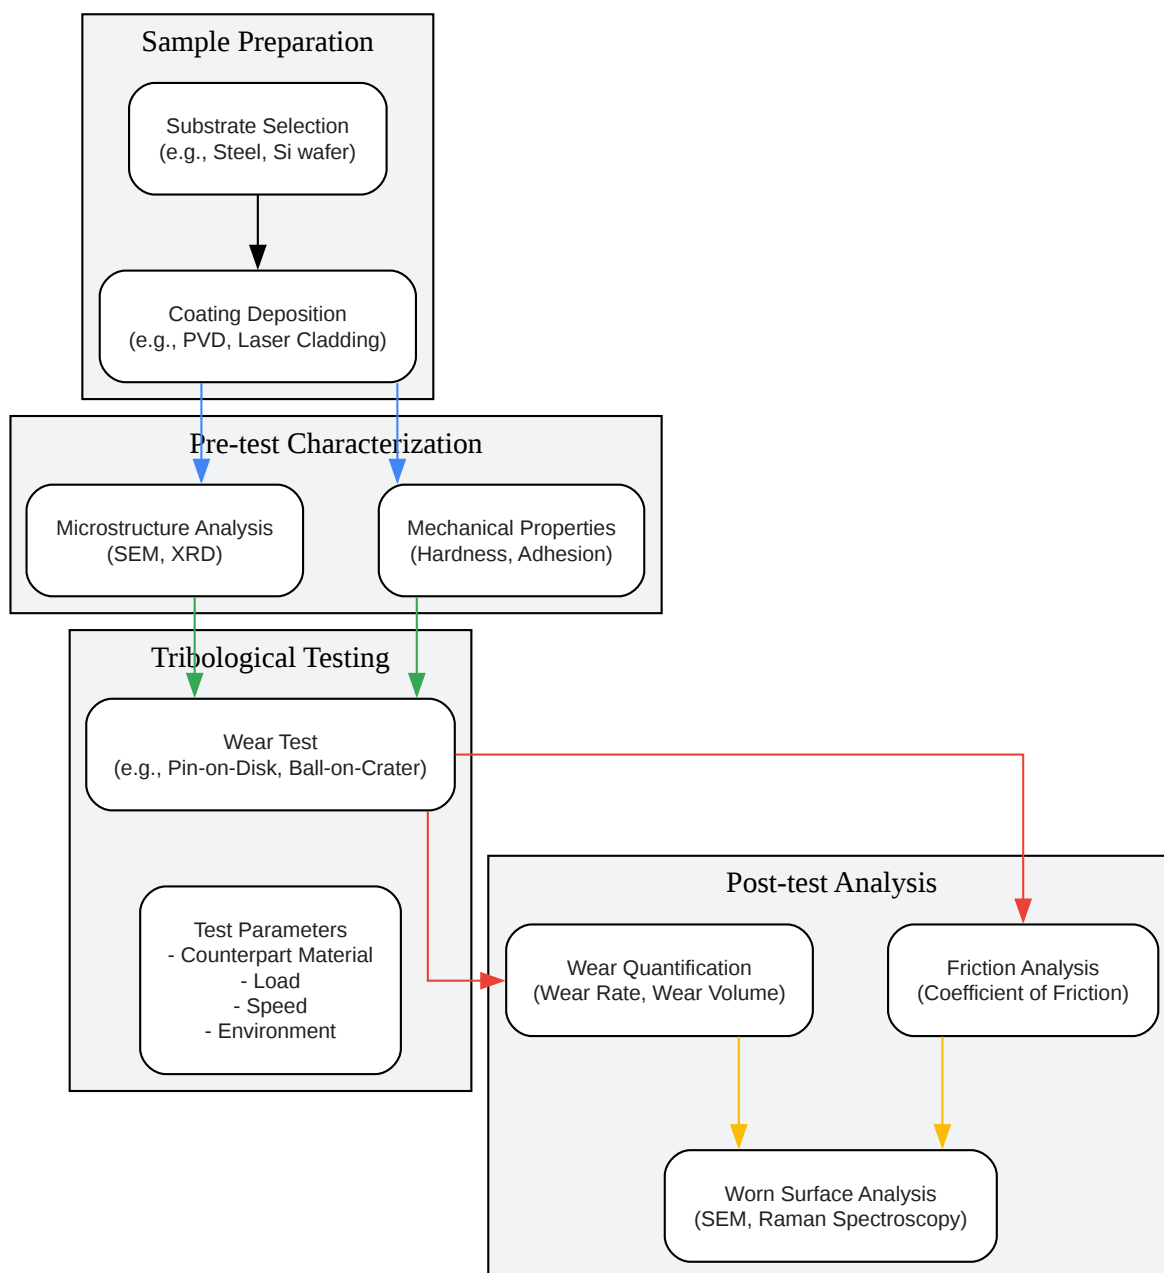 Sample Preparation
Substrate Selection
(e.g., Steel, Si wafer)
Coating Deposition
(e.g., PVD, Laser Cladding)
Pre-test Characterization
Microstructure Analysis
(SEM, XRD)
Mechanical Properties
(Hardness, Adhesion)
Tribological Testing
Wear Test
(e.g., Pin-on-Disk, Ball-on-Crater)
Test Parameters
- Counterpart Material
- Load
- Speed
- Environment
Post-test Analysis
Wear Quantification
(Wear Rate, Wear Volume)
Friction Analysis
(Coefficient of Friction)
Worn Surface Analysis
(SEM, Raman Spectroscopy)